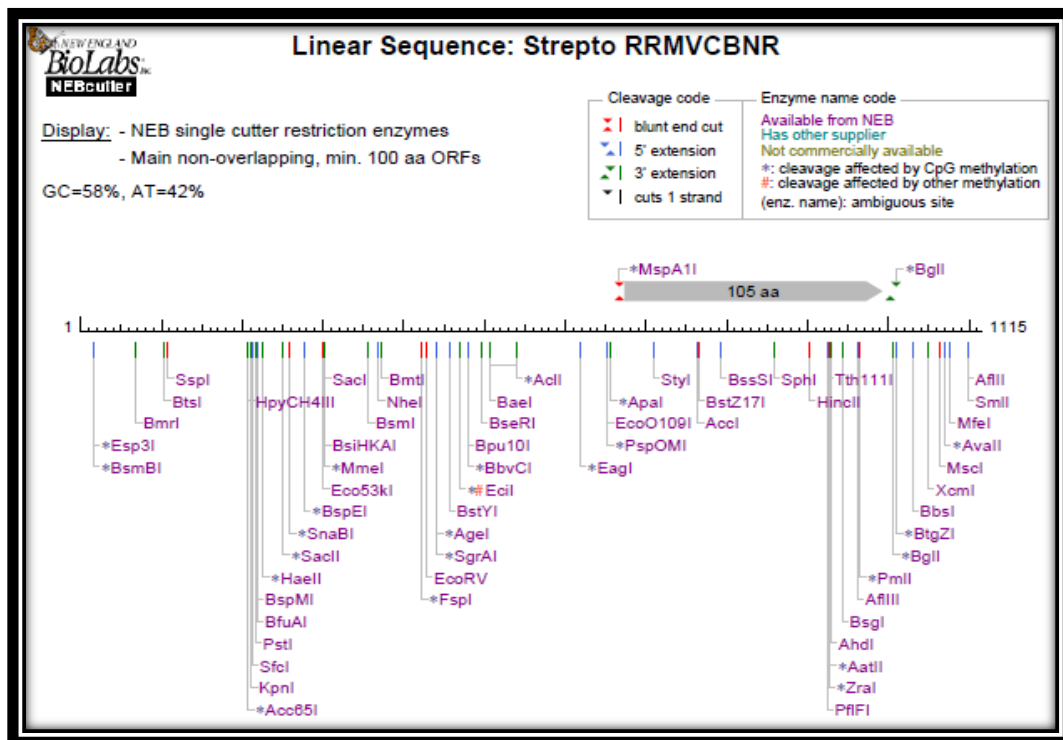 NEW ENGLAND
BioLabs Inc.
NEBcutter
Linear Sequence: Strepto RRMVCBNR
Display: - NEB single cutter restriction enzymes
- Main non-overlapping, min. 100 aa ORFs
GC=58%, AT=42%
Cleavage code
blunt end cut
5' extension
3' extension
cuts 1 strand
Enzyme name code
Available from NEB
Has other supplier
Not commercially available
*: cleavage affected by CpG methylation
#: cleavage affected by other methylation
(enz. name): ambiguous site
*MspA1I *BglI
105 aa
1 1115
SspI SacI BmtI *AclI StyI BssSI SphI Tth111I AflII
BtsI HpyCH4III NheI BaeI *ApaI BstZ17I HincII SmlI
BmrI BsmI BseRI EcoO109I AccI MfeI
*Esp3I BsiHKAI Bpu10I *PspOMI *AvaII
*BsmBI *MmeI *BbvCI *EagI MscI
Eco53kI *#EciI XcmI
*BspEI BstYI BbsI
*SnaBI *AgeI *BtgZI
*SacII *SgrAI *BglI
*HaeII EcoRV *PmlI
BspMI *FspI AflIII
BfuAI BsgI
PstI AhdI
SfcI *AatII
KpnI *ZraI
*Acc65I PflFI